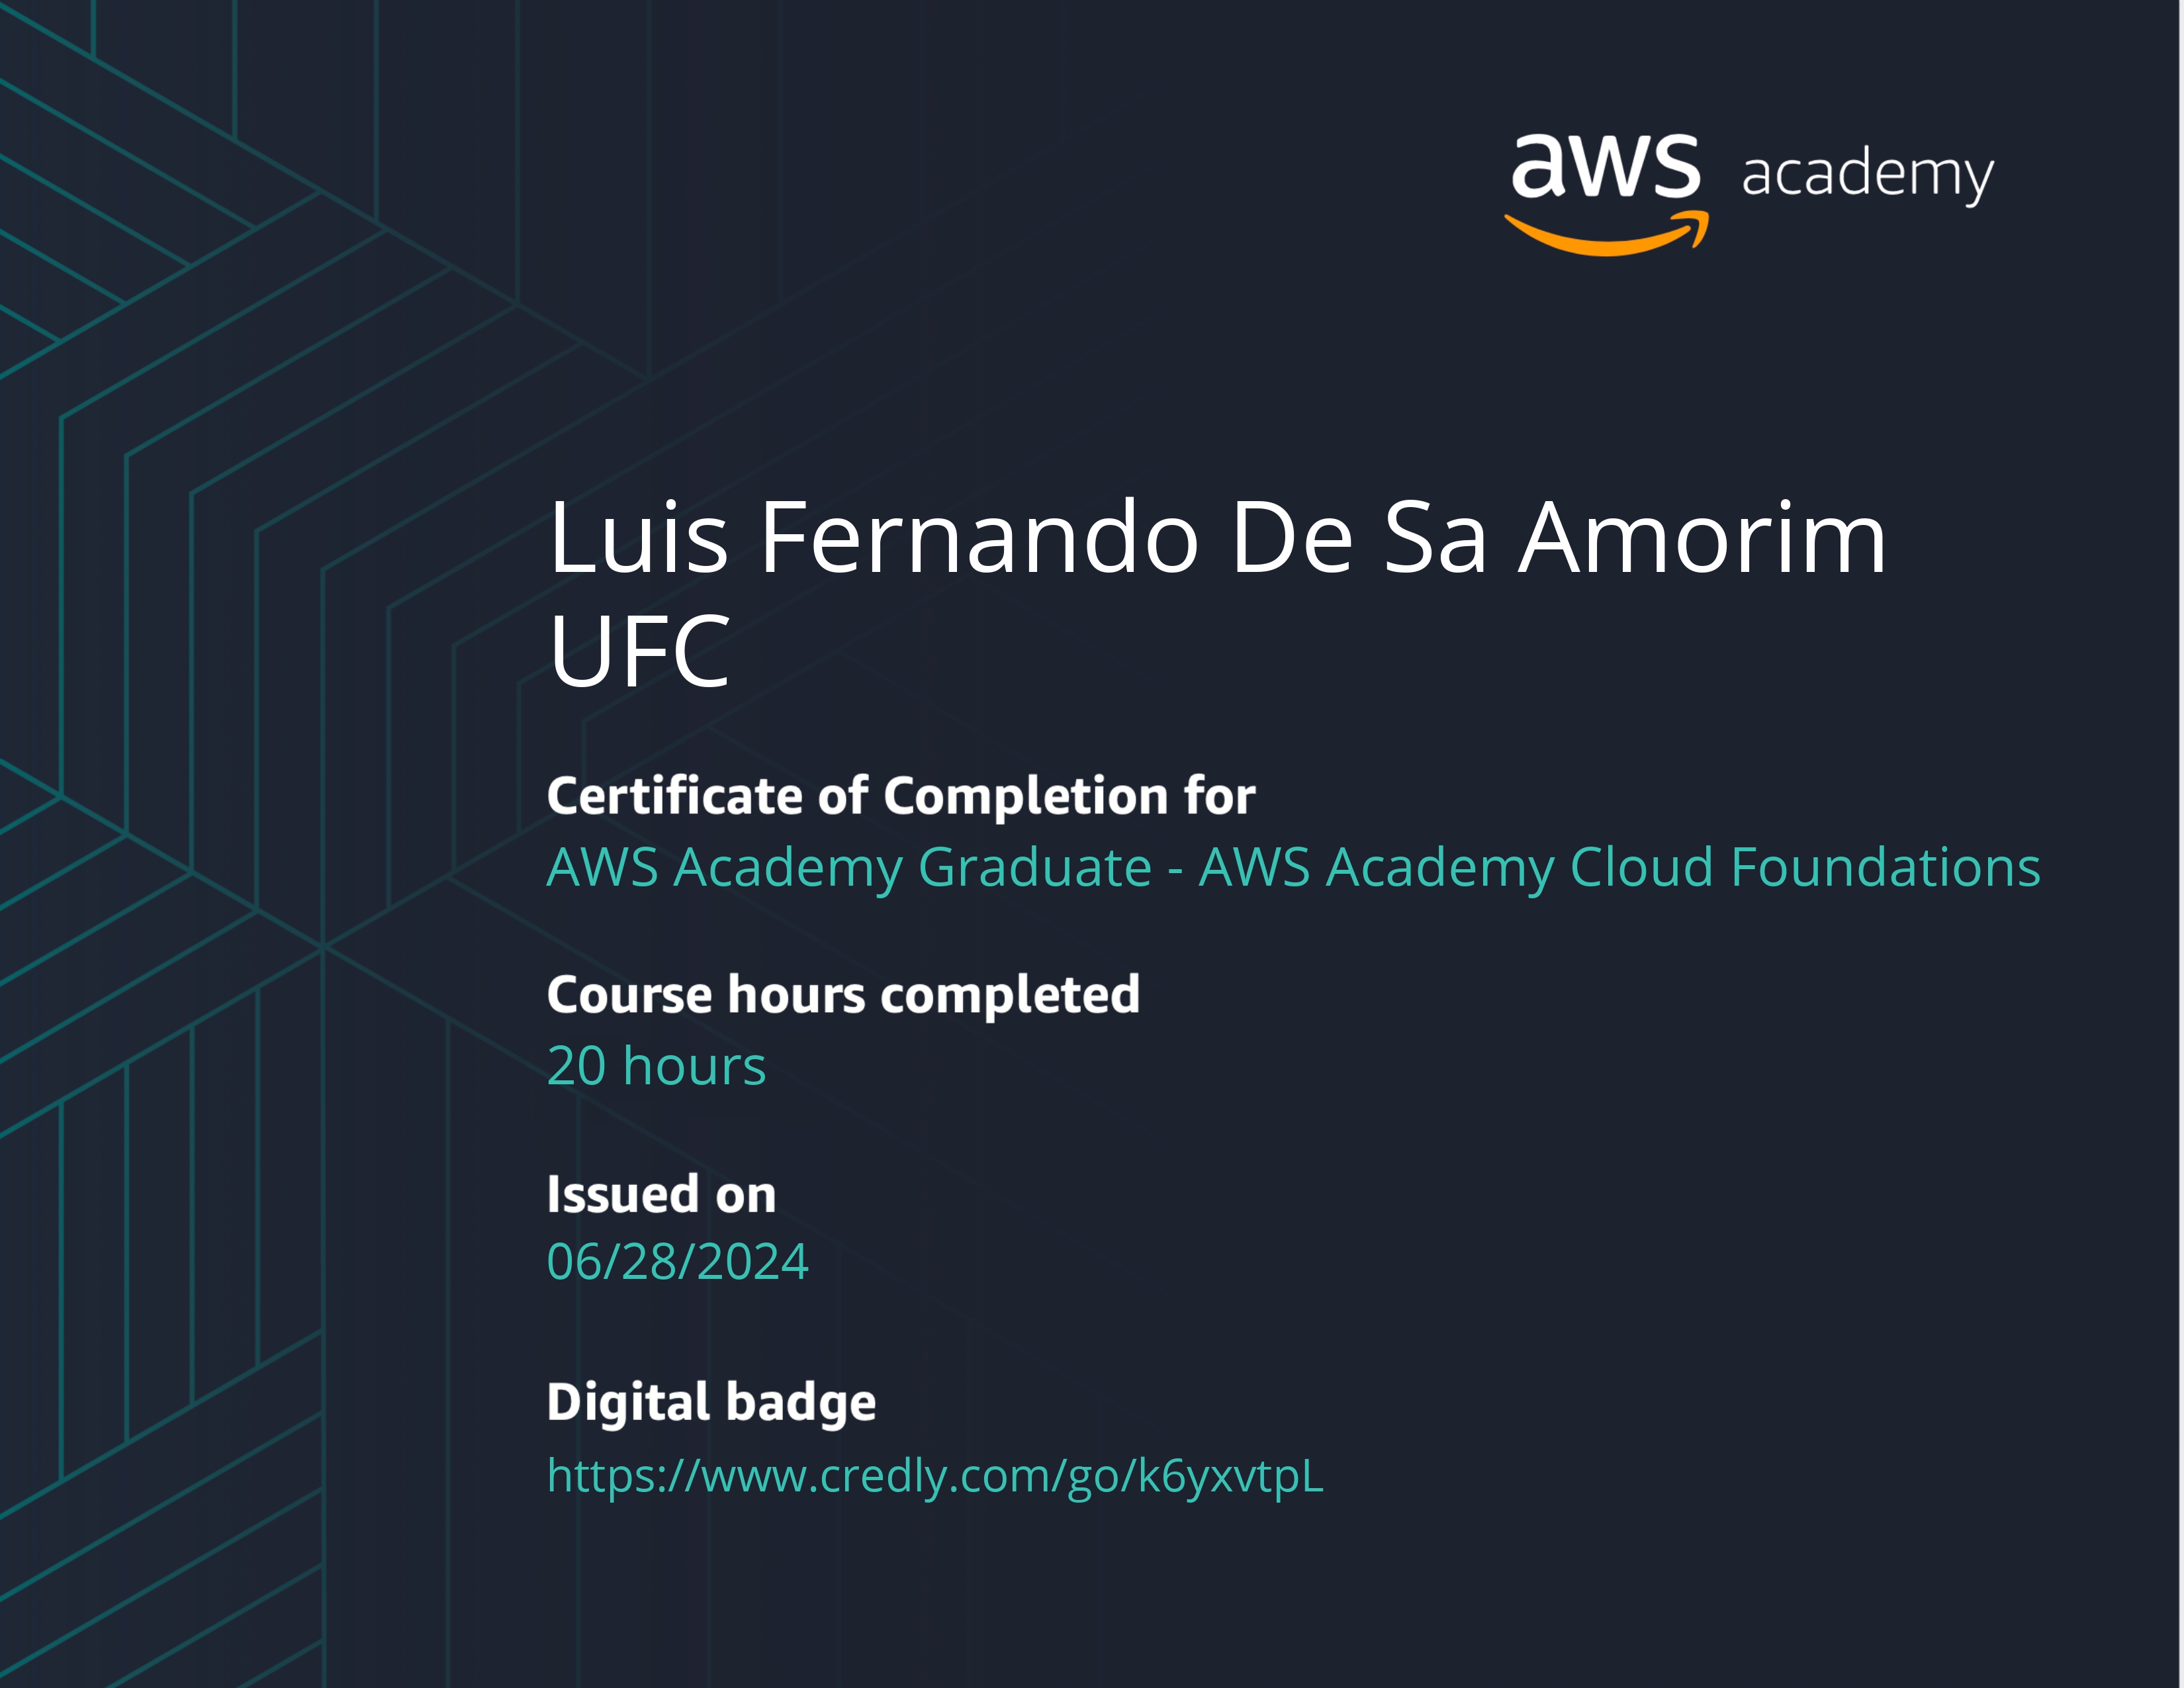 aws academy
Luis Fernando De Sa Amorim
UFC
Certificate of Completion for
AWS Academy Graduate - AWS Academy Cloud Foundations
Course hours completed
20 hours
Issued on
06/28/2024
Digital badge
https://www.credly.com/go/k6yxvtpL